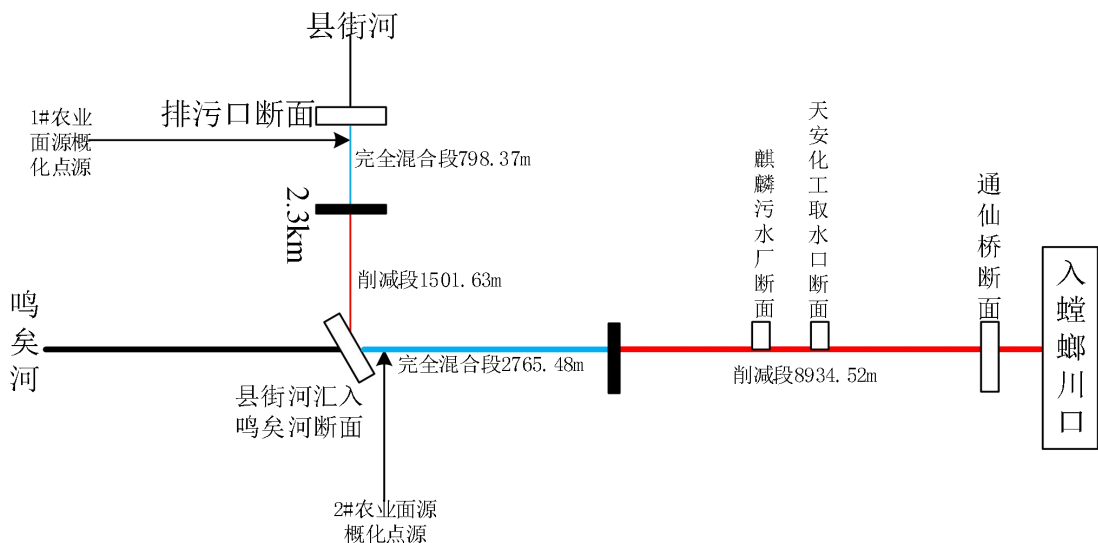 县街河
排污口断面
1#农业
面源概
化点源
完全混合段798.37m
2.3km
削减段1501.63m
鸣矣河
县街河汇入
鸣矣河断面
完全混合段2765.48m
2#农业面源
概化点源
麒麟污水厂断面
天安化工取水口断面
削减段8934.52m
通仙桥断面
入螳螂川口